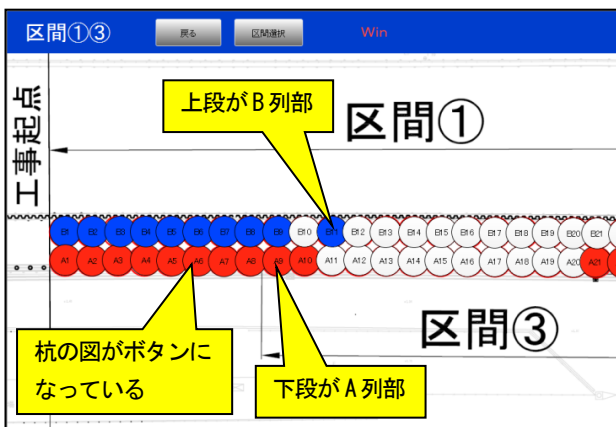 区間①③
戻る
区間選択
Win
上段がB列部
区間①
工事起点
B1 B2 B3 B4 B5 B6 B7 B8 B9 B10 B11 B12 B13 B14 B15 B16 B17 B18 B19 B20 B21
A1 A2 A3 A4 A5 A6 A7 A8 A9 A10 A11 A12 A13 A14 A15 A16 A17 A18 A19 A20 A21
区間③
杭の図がボタンに
なっている
下段がA列部